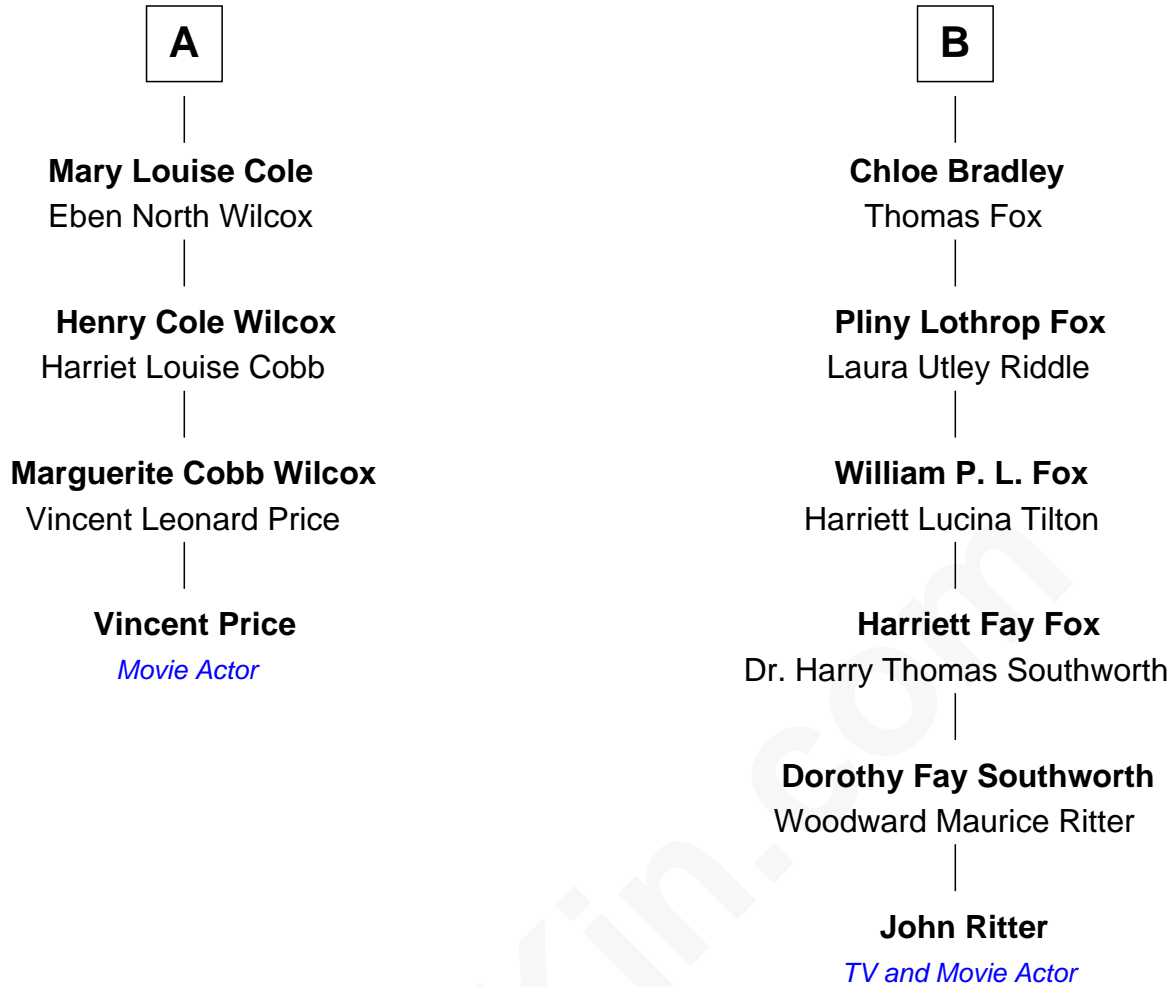 A
Mary Louise Cole
Eben North Wilcox
Henry Cole Wilcox
Harriet Louise Cobb
Marguerite Cobb Wilcox
Vincent Leonard Price
Vincent Price
Movie Actor
B
Chloe Bradley
Thomas Fox
Pliny Lothrop Fox
Laura Utley Riddle
William P. L. Fox
Harriett Lucina Tilton
Harriett Fay Fox
Dr. Harry Thomas Southworth
Dorothy Fay Southworth
Woodward Maurice Ritter
John Ritter
TV and Movie Actor